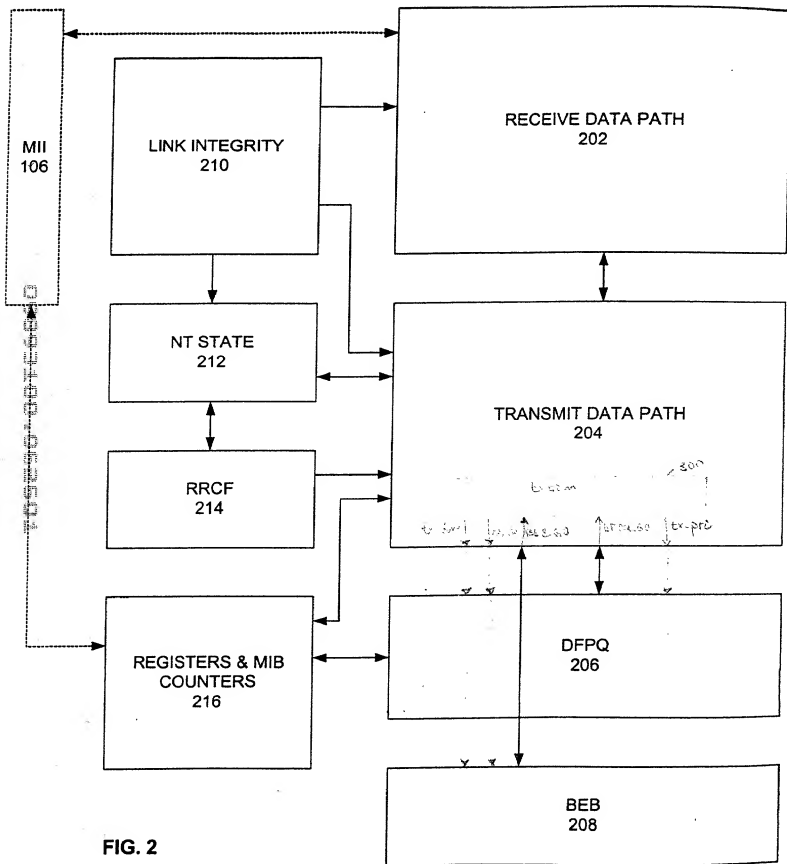 MII
106
LINK INTEGRITY
210
RECEIVE DATA PATH
202
NT STATE
212
TRANSMIT DATA PATH
204
300
RRCF
214
tx-pri
REGISTERS & MIB
COUNTERS
216
DFPQ
206
BEB
208
FIG. 2